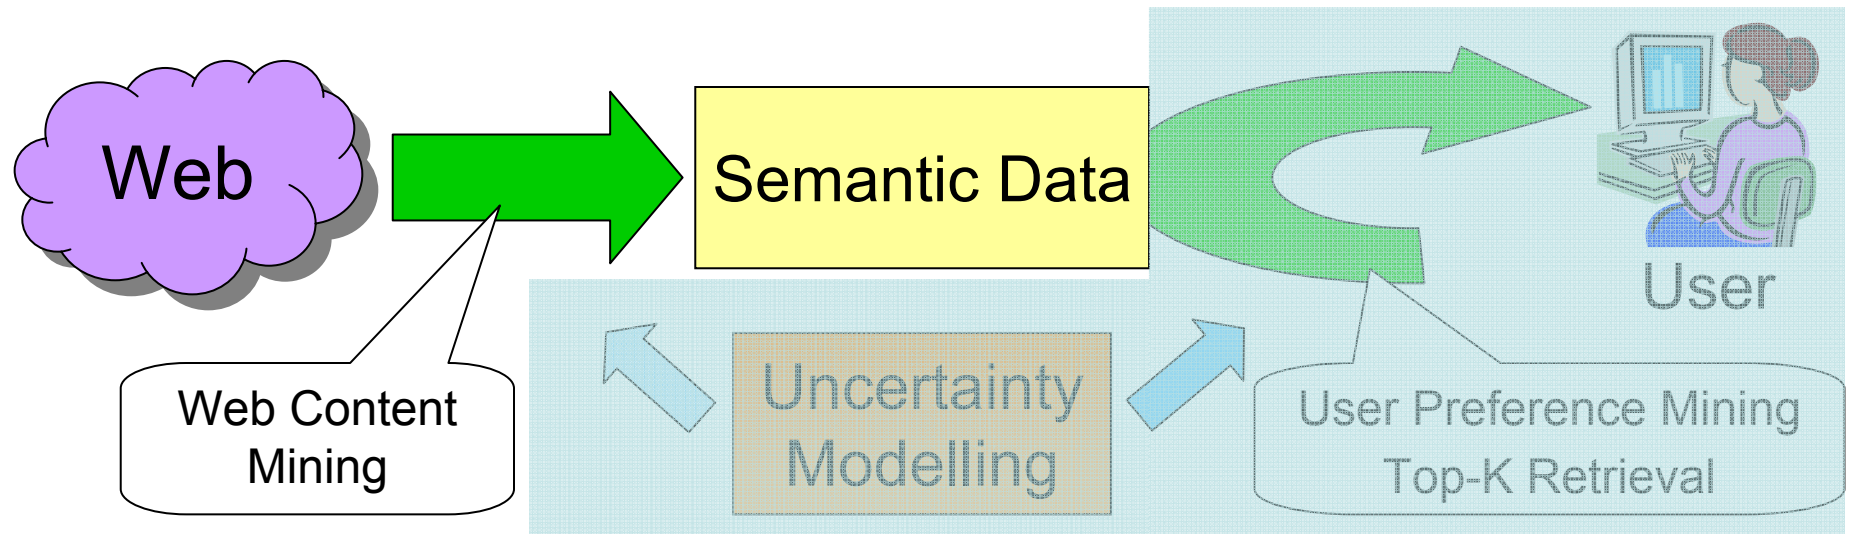 Web
Semantic Data
User
Web Content
Mining
Uncertainty
Modelling
User Preference Mining
Top-K Retrieval